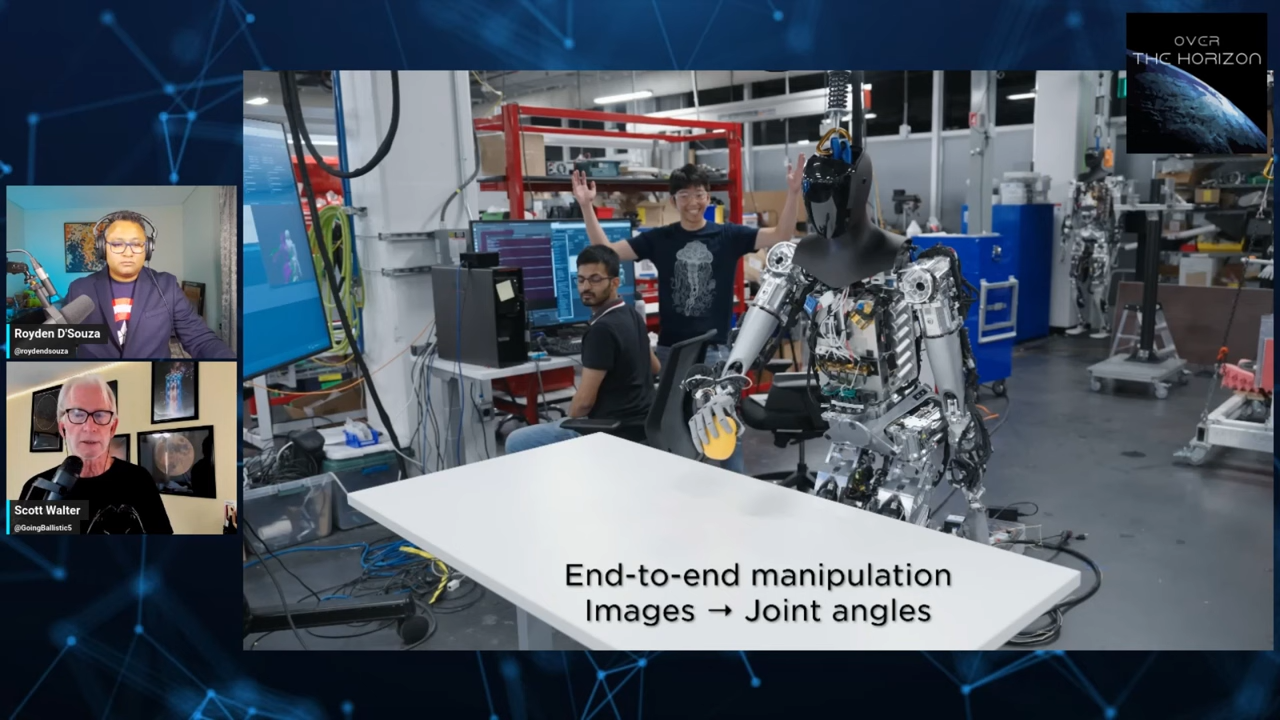 OVER
THE HORIZON
Royden D'Souza
@roydendsouza
Scott Walter
@GoingBallistic5
End-to-end manipulation
Images → Joint angles